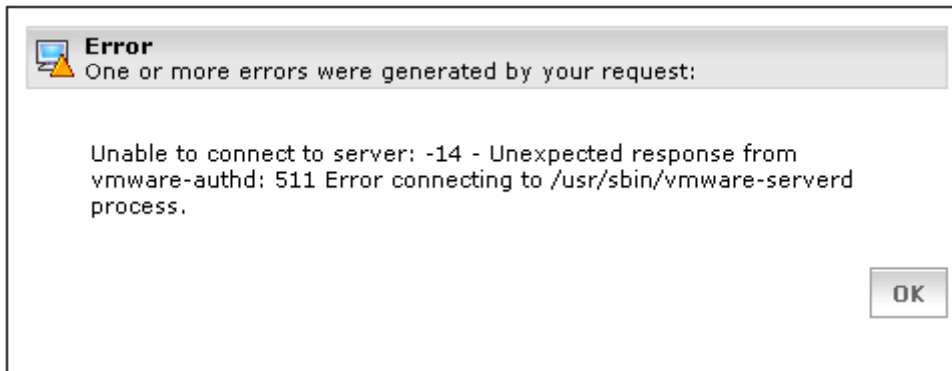 Error
One or more errors were generated by your request:
Unable to connect to server: -14 - Unexpected response from
vmware-authd: 511 Error connecting to /usr/sbin/vmware-serverd
process.
OK